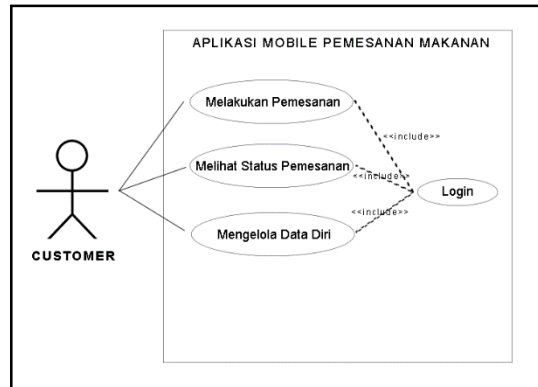 APLIKASI MOBILE PEMESANAN MAKANAN
Melakukan Pemesanan
<<include>>
Melihat Status Pemesanan
<<include>>
Login
<<include>>
Mengelola Data Diri
CUSTOMER